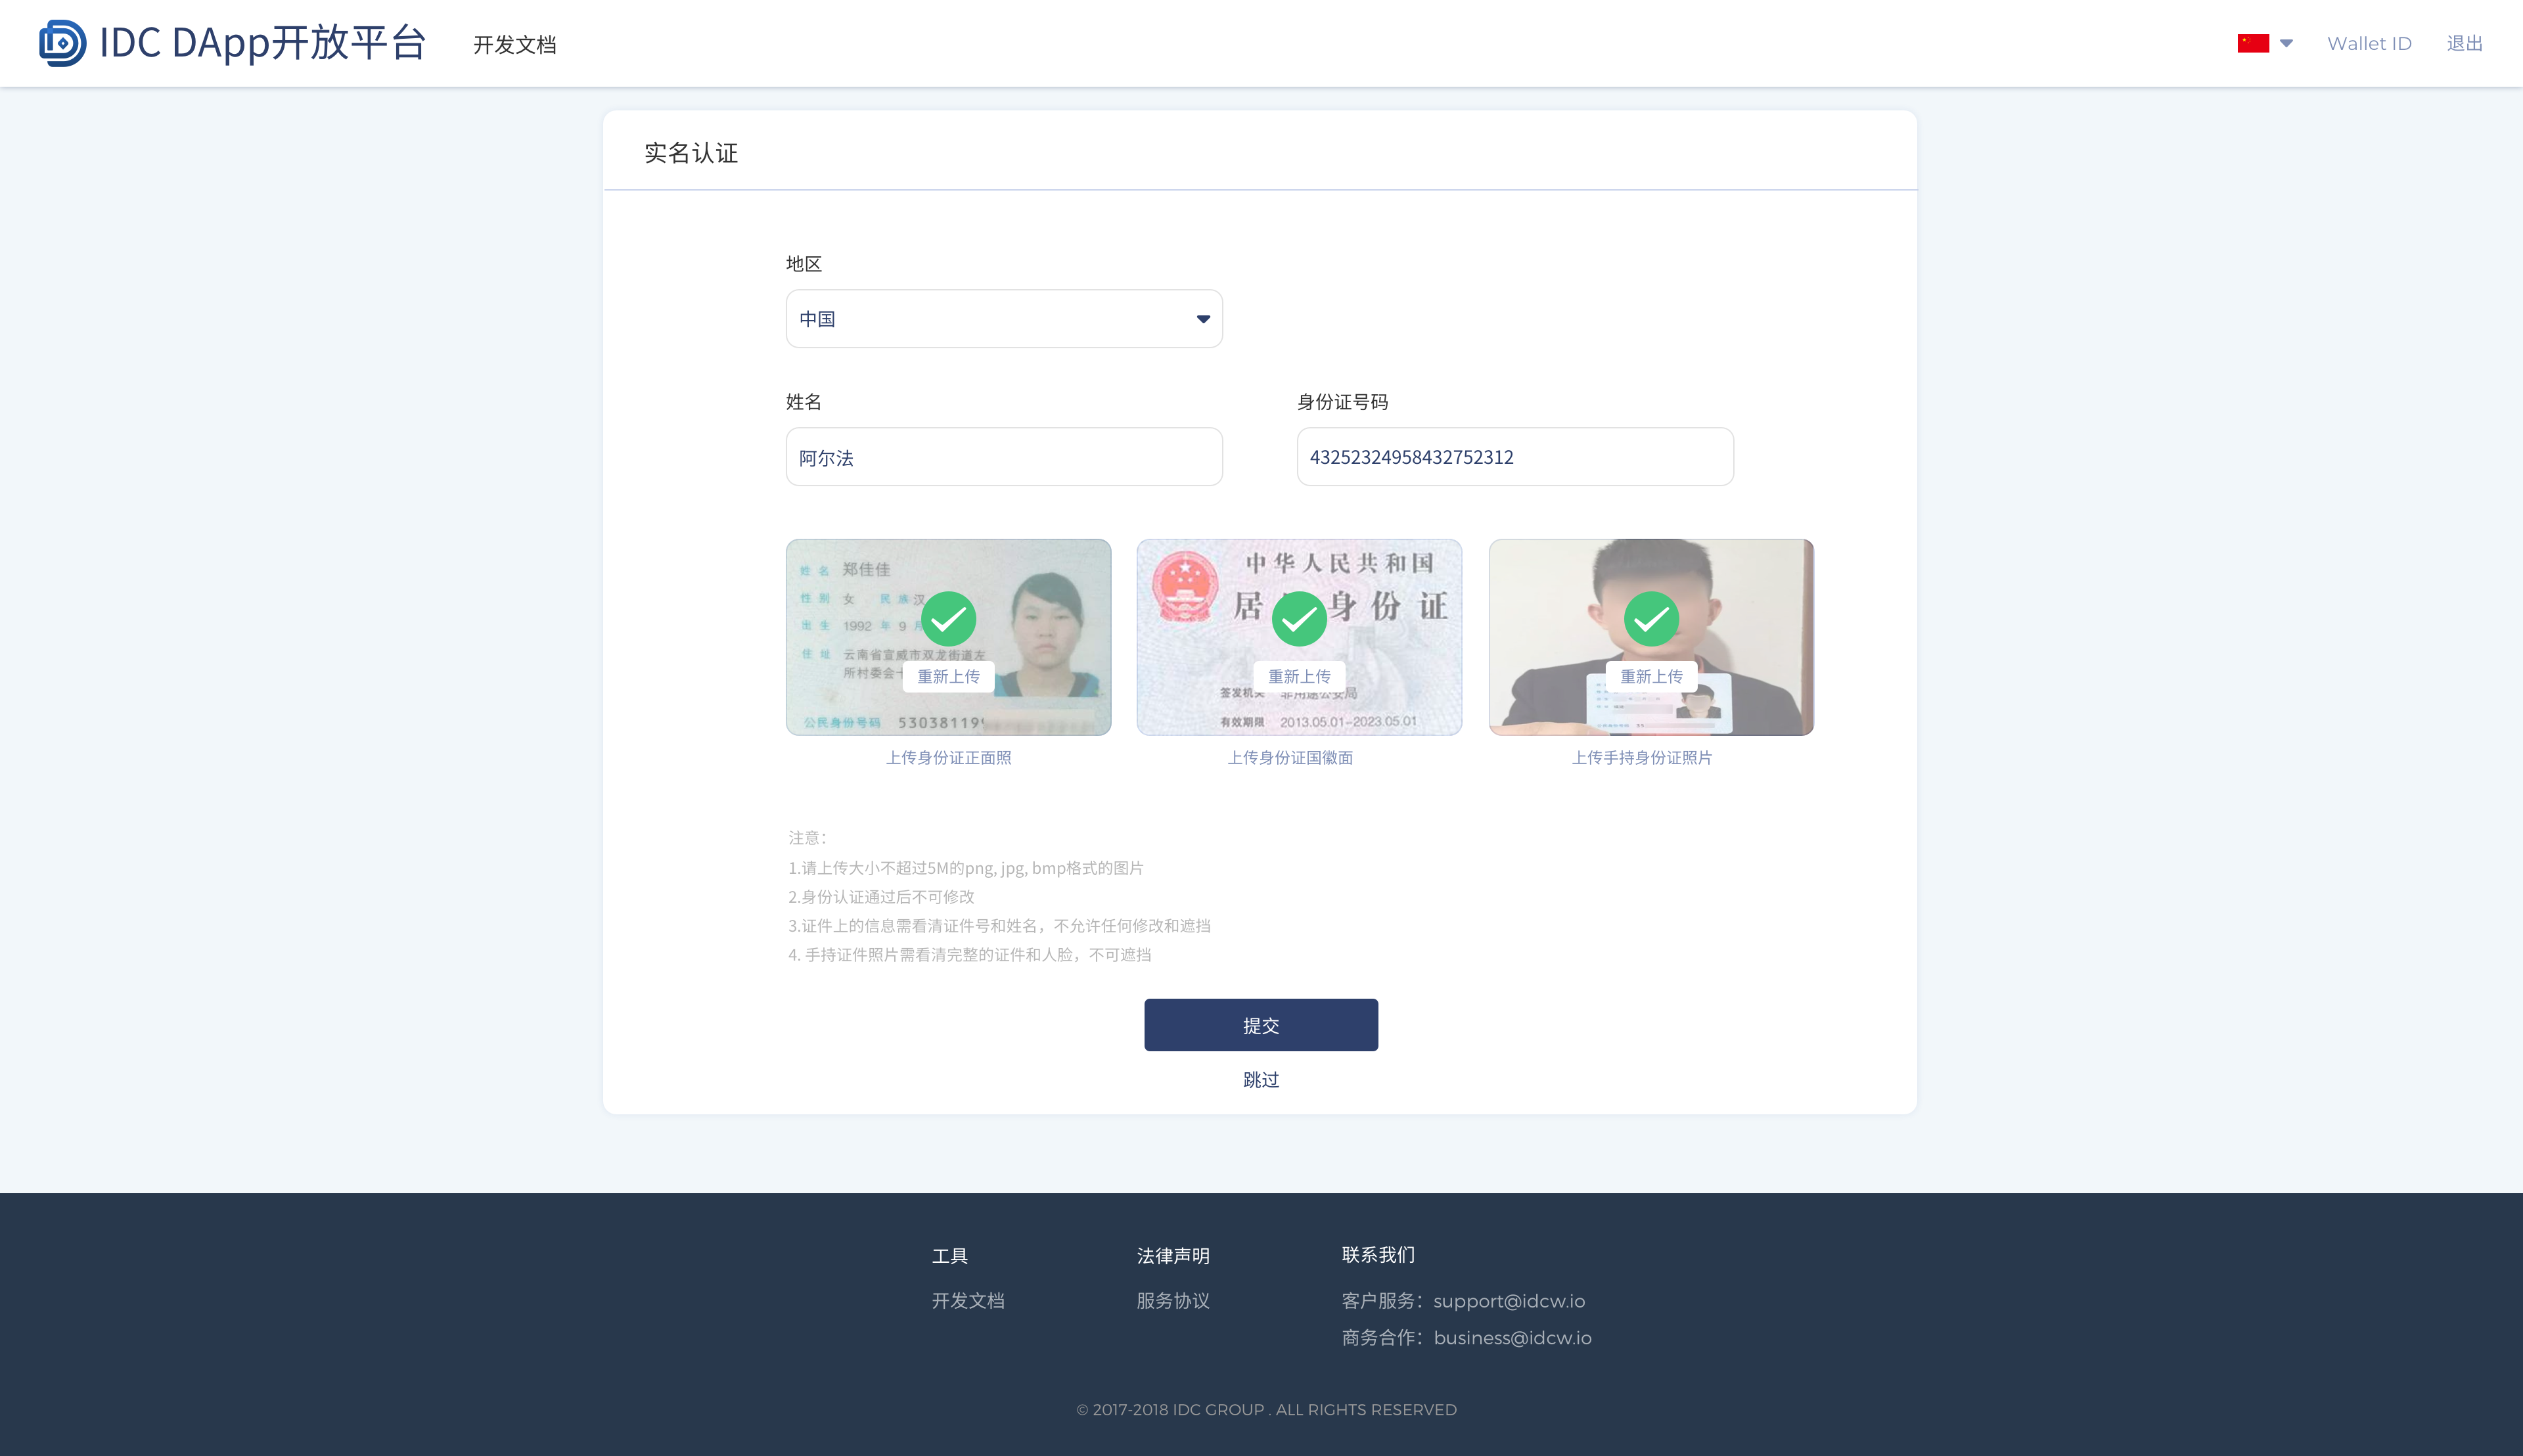 IDC DApp开放平台
开发文档
Wallet ID
退出
实名认证
地区
中国
姓名
身份证号码
阿尔法
43252324958432752312
姓名 郑佳佳
性别 女 民族 汉
出生 1992 年 9
住址 云南省宣威市双龙街道左
所村委会
重新上传
公民身份号码 53038119
中华人民共和国
居 身份证
重新上传
签发机关
有效期限 2013.05.01-2023.05.01
重新上传
上传身份证正面照
上传身份证国徽面
上传手持身份证照片
注意：
1.请上传大小不超过5M的png, jpg, bmp格式的图片
2.身份认证通过后不可修改
3.证件上的信息需看清证件号和姓名，不允许任何修改和遮挡
4. 手持证件照片需看清完整的证件和人脸，不可遮挡
提交
跳过
工具
法律声明
联系我们
开发文档
服务协议
客户服务：support@idcw.io
商务合作：business@idcw.io
© 2017-2018 IDC GROUP . ALL RIGHTS RESERVED